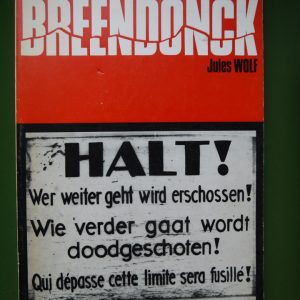 BREENDONCK
Jules WOLF
HALT!
Wer weiter geht wird erschossen!
Wie verder gaat wordt
doodgeschoten!
Qui dépasse cette limite sera fusillé!